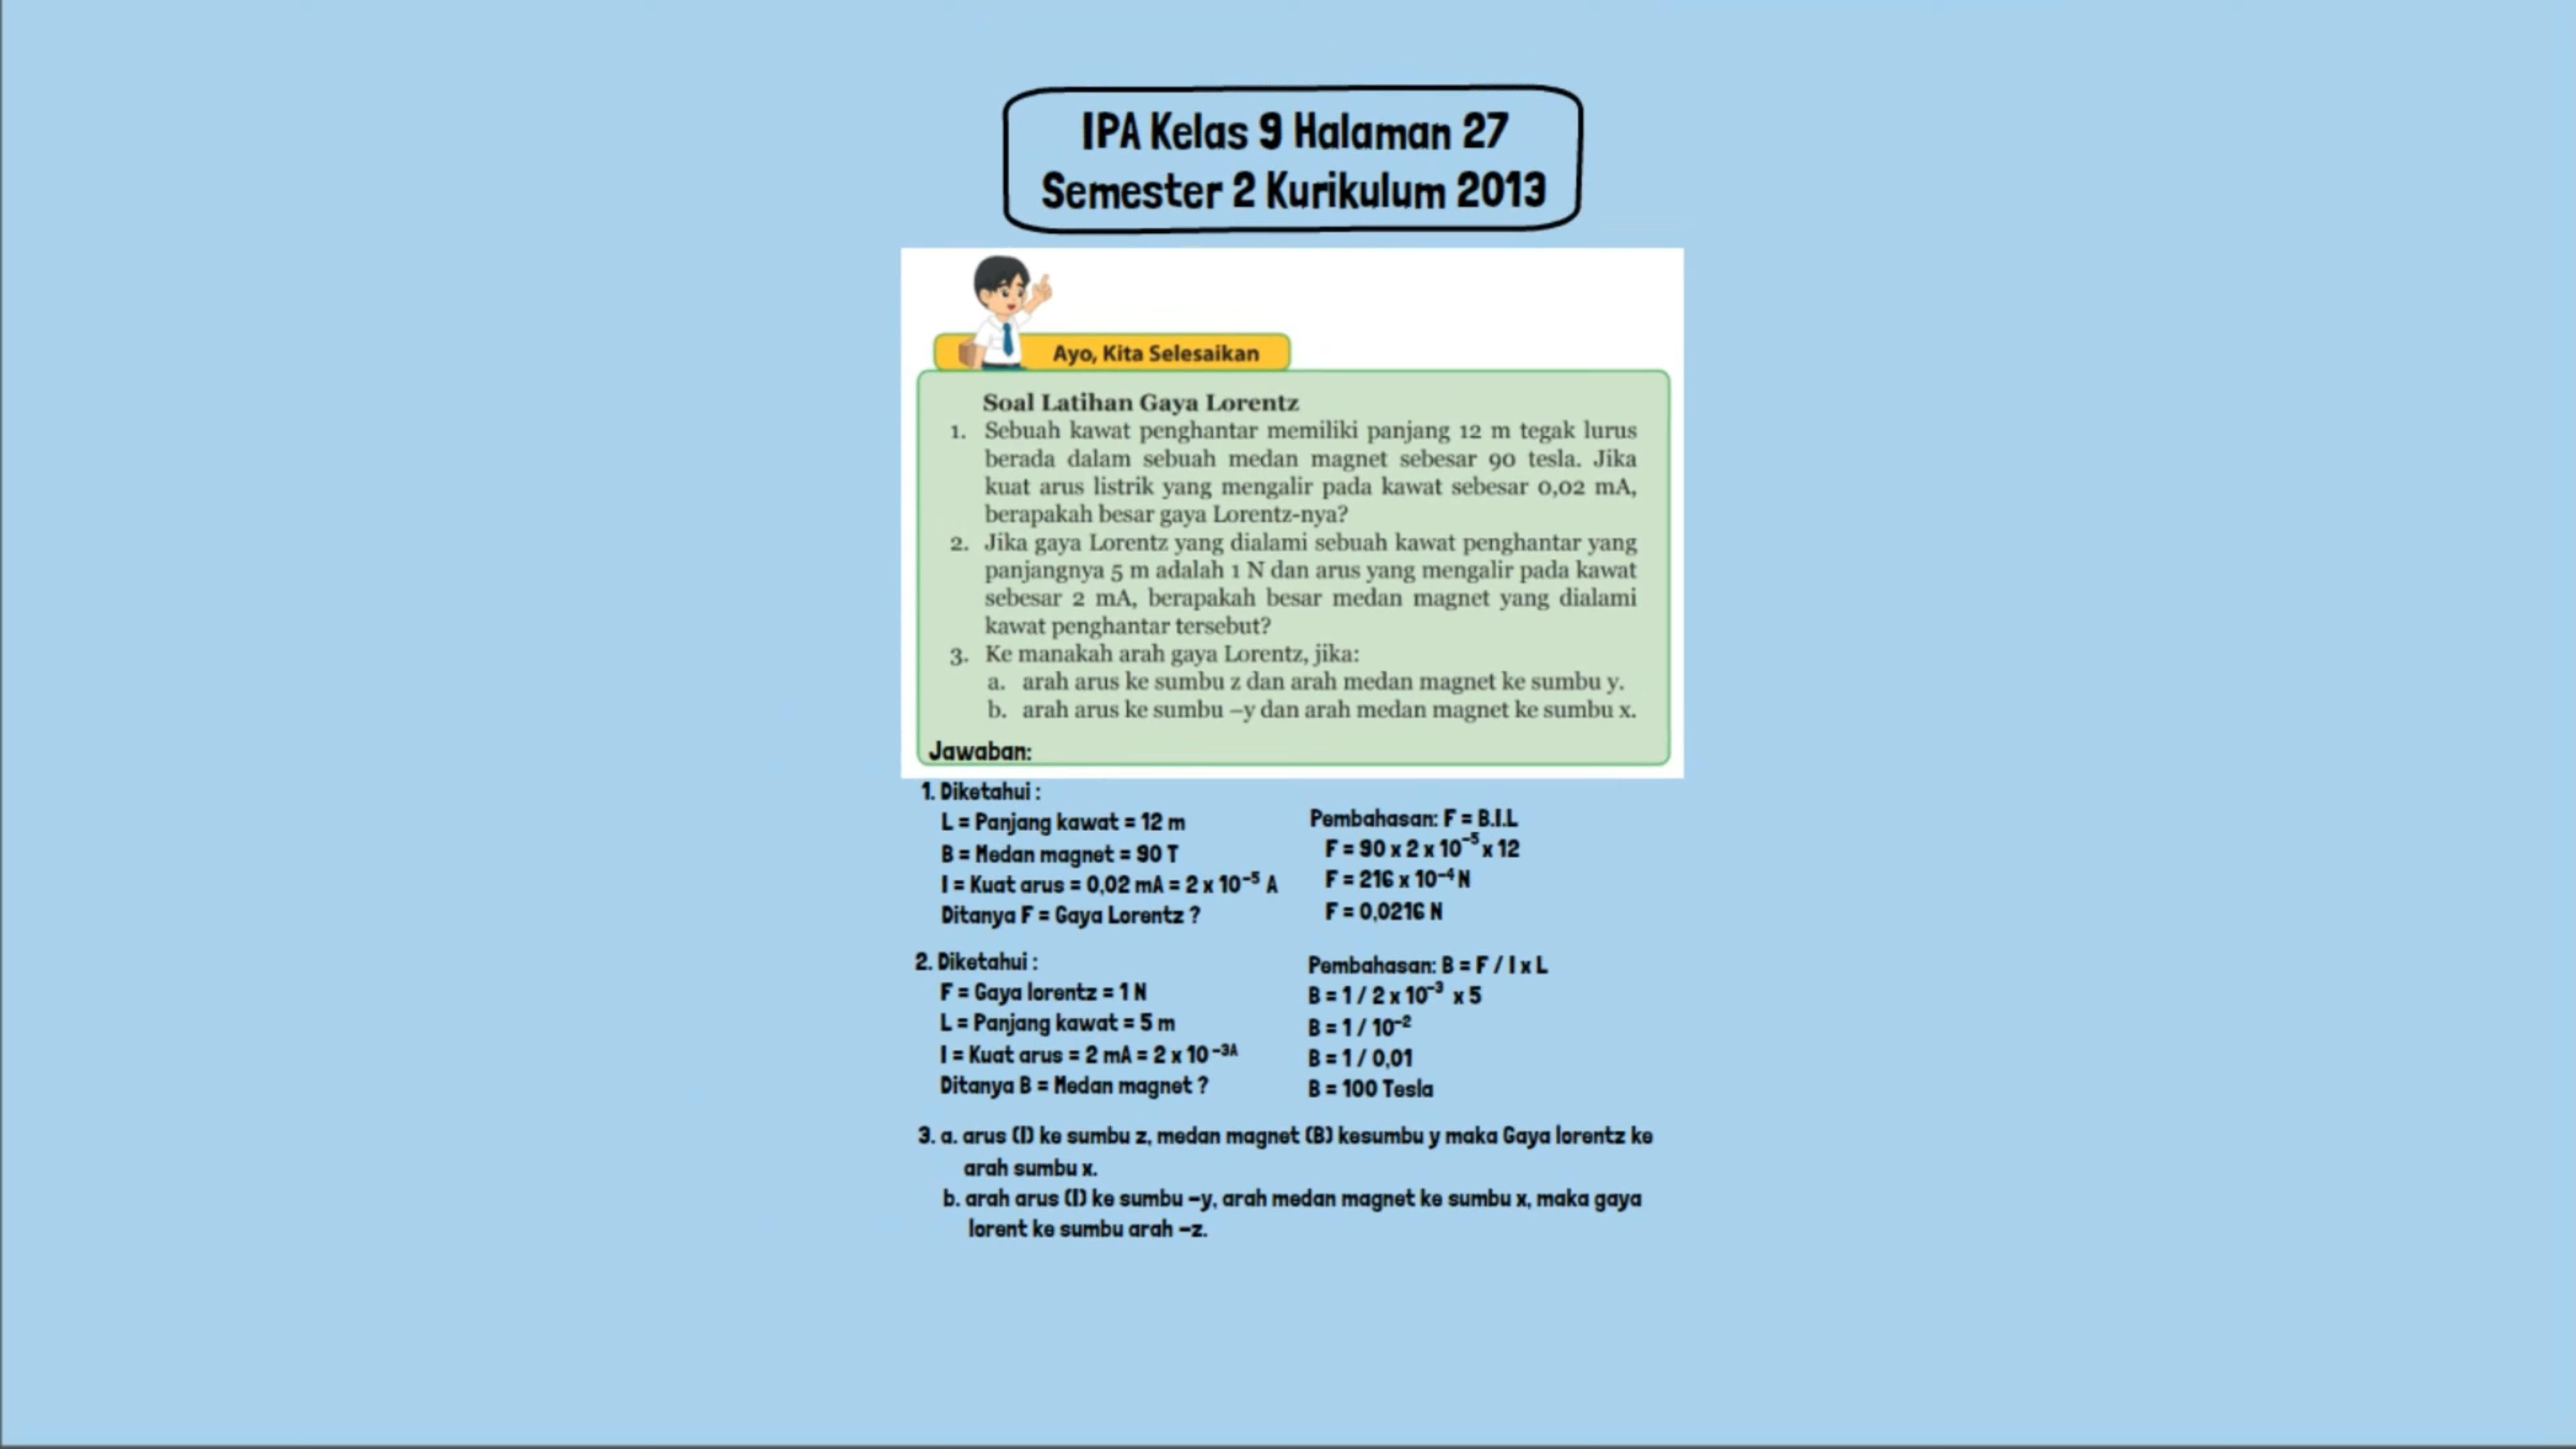 IPA Kelas 9 Halaman 27
Semester 2 Kurikulum 2013
Ayo, Kita Selesaikan
Soal Latihan Gaya Lorentz
1. Sebuah kawat penghantar memiliki panjang 12 m tegak lurus
berada dalam sebuah medan magnet sebesar 90 tesla. Jika
kuat arus listrik yang mengalir pada kawat sebesar 0,02 mA,
berapakah besar gaya Lorentz-nya?
2. Jika gaya Lorentz yang dialami sebuah kawat penghantar yang
panjangnya 5 m adalah 1 N dan arus yang mengalir pada kawat
sebesar 2 mA, berapakah besar medan magnet yang dialami
kawat penghantar tersebut?
3. Ke manakah arah gaya Lorentz, jika:
a. arah arus ke sumbu z dan arah medan magnet ke sumbu y.
b. arah arus ke sumbu –y dan arah medan magnet ke sumbu x.
Jawaban:
1. Diketahui :
L = Panjang kawat = 12 m
B = Medan magnet = 90 T
I = Kuat arus = 0,02 mA = 2 x 10⁻⁵ A
Ditanya F = Gaya Lorentz ?
Pembahasan: F = B.I.L
F = 90 x 2 x 10⁻⁵ x 12
F = 216 x 10⁻⁴ N
F = 0,0216 N
2. Diketahui :
F = Gaya lorentz = 1 N
L = Panjang kawat = 5 m
I = Kuat arus = 2 mA = 2 x 10⁻³ᴬ
Ditanya B = Medan magnet ?
Pembahasan: B = F / I x L
B = 1 / 2 x 10⁻³ x 5
B = 1 / 10⁻²
B = 1 / 0,01
B = 100 Tesla
3. a. arus (I) ke sumbu z, medan magnet (B) kesumbu y maka Gaya lorentz ke
arah sumbu x.
b. arah arus (I) ke sumbu –y, arah medan magnet ke sumbu x, maka gaya
lorent ke sumbu arah –z.